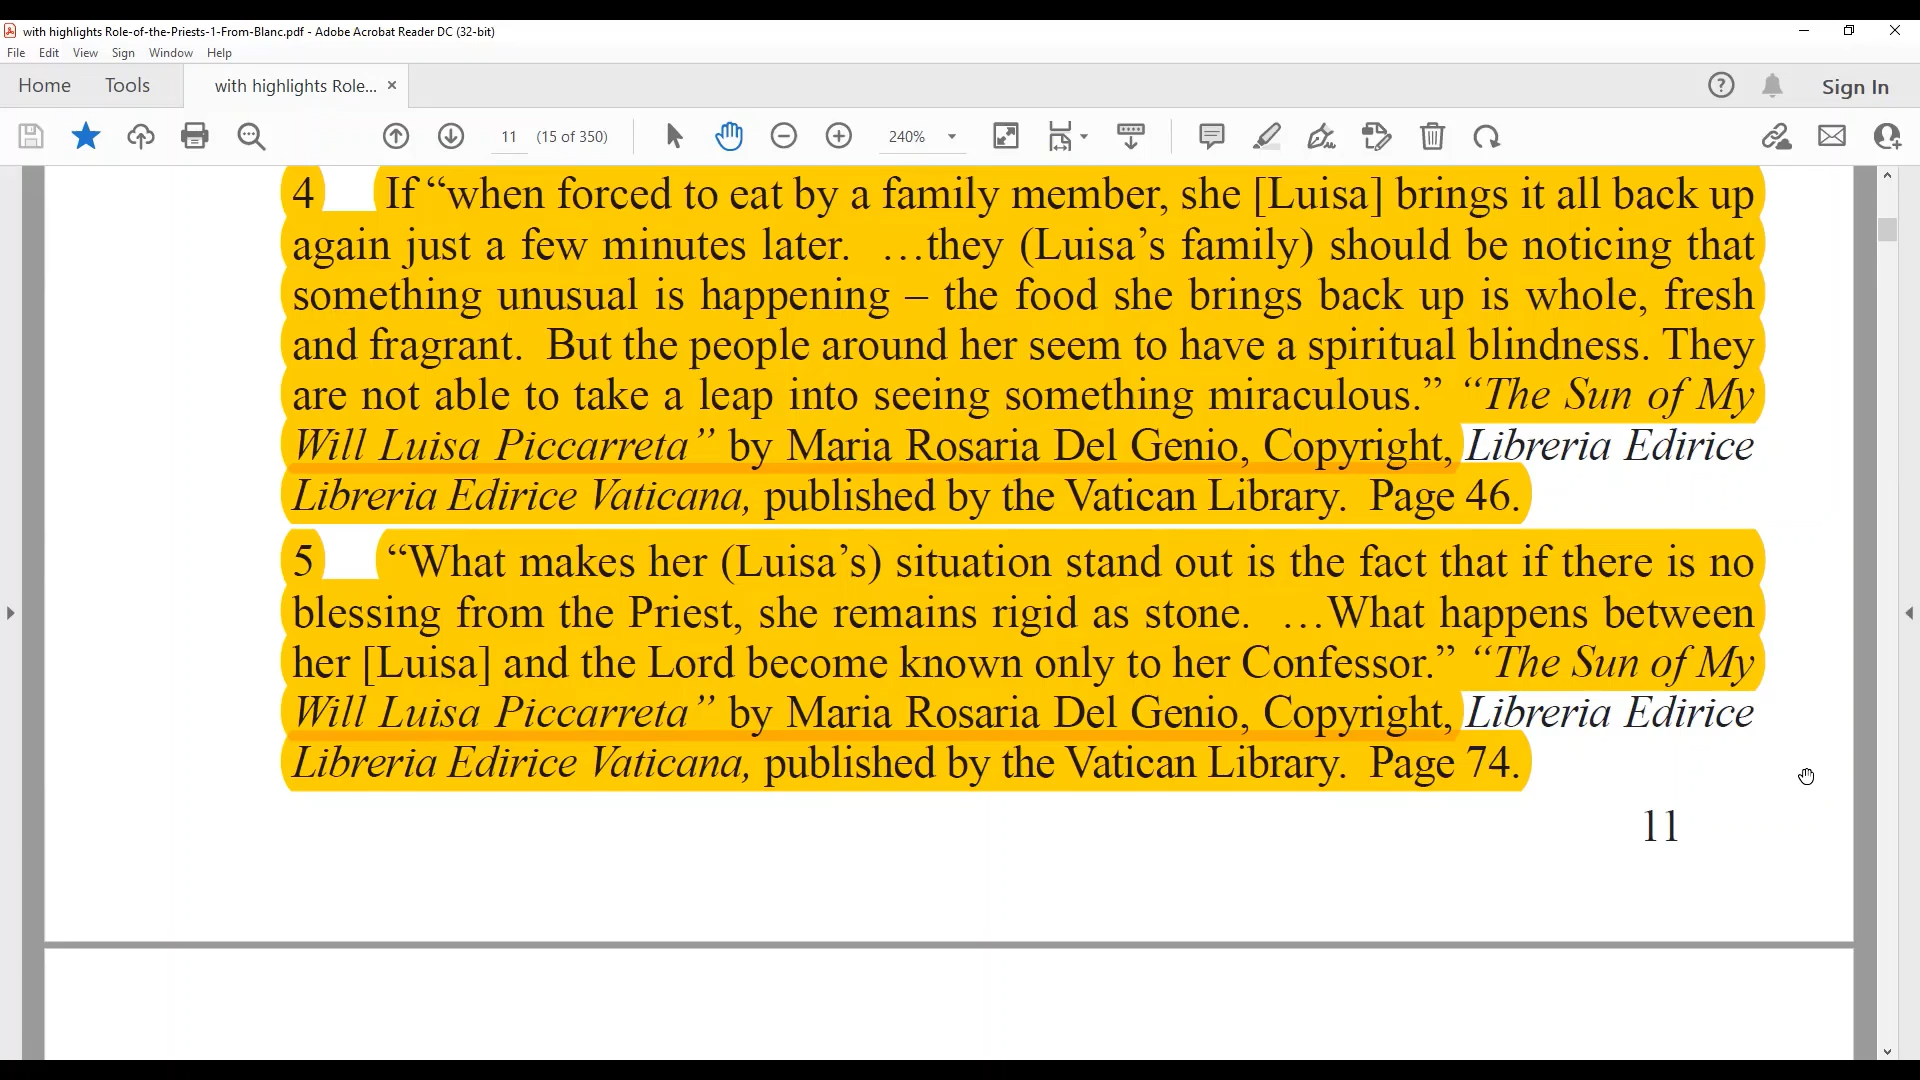 with highlights Role-of-the-Priests-1-From-Blanc.pdf - Adobe Acrobat Reader DC (32-bit)
File Edit View Sign Window Help
Home Tools with highlights Role... × Sign In
11 (15 of 350) 240%
4 If “when forced to eat by a family member, she [Luisa] brings it all back up
again just a few minutes later. …they (Luisa’s family) should be noticing that
something unusual is happening – the food she brings back up is whole, fresh
and fragrant. But the people around her seem to have a spiritual blindness. They
are not able to take a leap into seeing something miraculous.” “The Sun of My
Will Luisa Piccarreta” by Maria Rosaria Del Genio, Copyright, Libreria Edirice
Libreria Edirice Vaticana, published by the Vatican Library. Page 46.
5 “What makes her (Luisa’s) situation stand out is the fact that if there is no
blessing from the Priest, she remains rigid as stone. …What happens between
her [Luisa] and the Lord become known only to her Confessor.” “The Sun of My
Will Luisa Piccarreta” by Maria Rosaria Del Genio, Copyright, Libreria Edirice
Libreria Edirice Vaticana, published by the Vatican Library. Page 74.
11